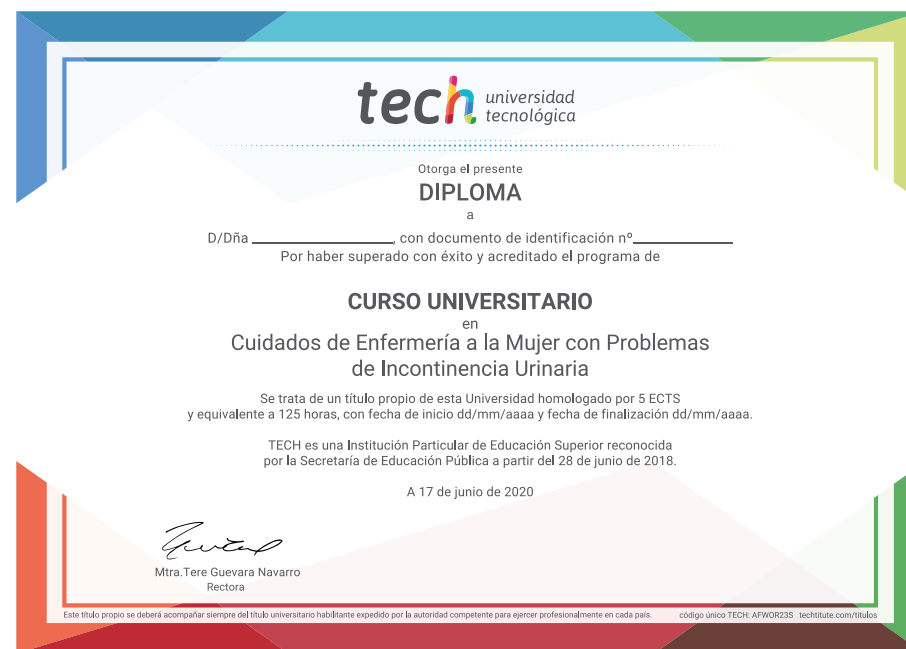 tech universidad
tecnológica
Otorga el presente
DIPLOMA
a
D/Dña ______________, con documento de identificación nº__________
Por haber superado con éxito y acreditado el programa de
CURSO UNIVERSITARIO
en
Cuidados de Enfermería a la Mujer con Problemas
de Incontinencia Urinaria
Se trata de un título propio de esta Universidad homologado por 5 ECTS
y equivalente a 125 horas, con fecha de inicio dd/mm/aaaa y fecha de finalización dd/mm/aaaa.
TECH es una Institución Particular de Educación Superior reconocida
por la Secretaría de Educación Pública a partir del 28 de junio de 2018.
A 17 de junio de 2020
Mtra.Tere Guevara Navarro
Rectora
Este título propio se deberá acompañar siempre del título universitario habilitante expedido por la autoridad competente para ejercer profesionalmente en cada país. código único TECH: AFWOR23S techtitute.com/titulos